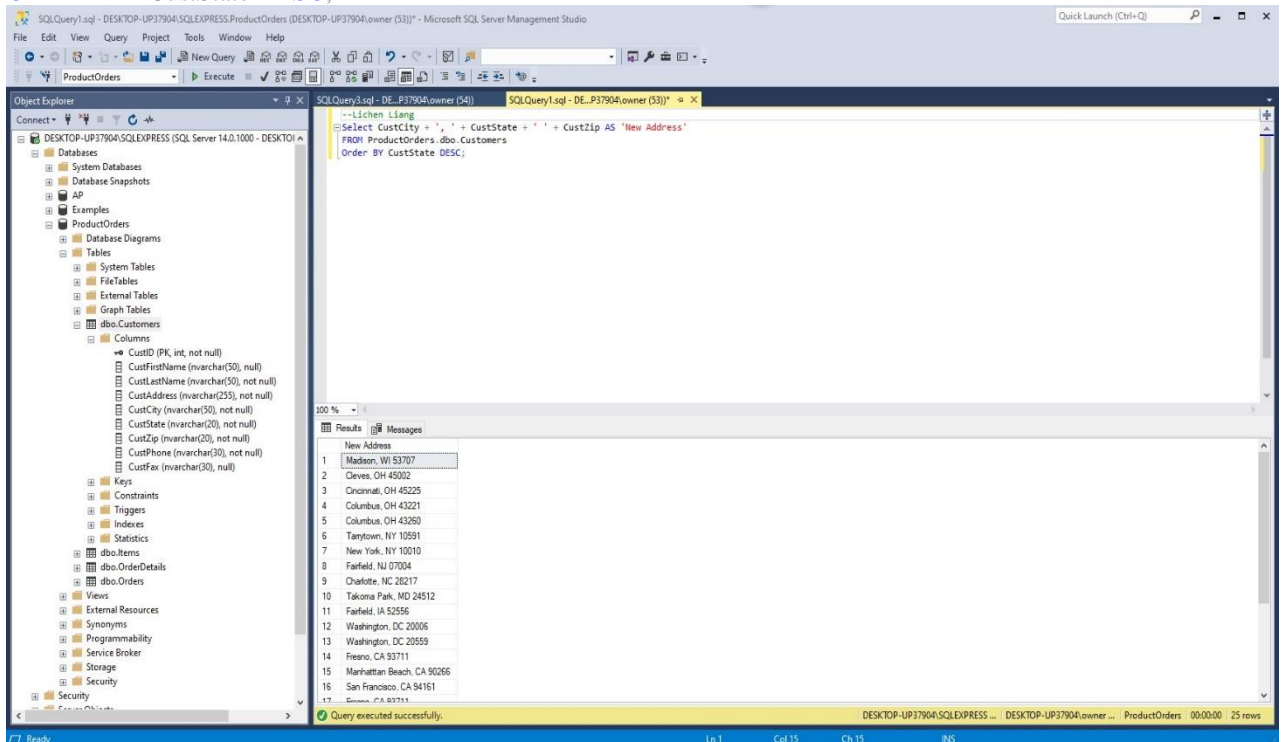 SQLQuery1.sql - DESKTOP-UP37904\SQLEXPRESS.ProductOrders (DESKTOP-UP37904\owner (53))* - Microsoft SQL Server Management Studio
Quick Launch (Ctrl+Q)
File Edit View Query Project Tools Window Help
New Query
ProductOrders Execute
Object Explorer
Connect
DESKTOP-UP37904\SQLEXPRESS (SQL Server 14.0.1000 - DESKTOI
Databases
System Databases
Database Snapshots
AP
Examples
ProductOrders
Database Diagrams
Tables
System Tables
FileTables
External Tables
Graph Tables
dbo.Customers
Columns
CustID (PK, int, not null)
CustFirstName (nvarchar(50), null)
CustLastName (nvarchar(50), not null)
CustAddress (nvarchar(255), not null)
CustCity (nvarchar(50), not null)
CustState (nvarchar(20), not null)
CustZip (nvarchar(20), not null)
CustPhone (nvarchar(30), not null)
CustFax (nvarchar(30), null)
Keys
Constraints
Triggers
Indexes
Statistics
dbo.Items
dbo.OrderDetails
dbo.Orders
Views
External Resources
Synonyms
Programmability
Service Broker
Storage
Security
Security
SQLQuery3.sql - DE...P37904\owner (54))
SQLQuery1.sql - DE...P37904\owner (53))*
--Lichen Liang
Select CustCity + ', ' + CustState + ' ' + CustZip AS 'New Address'
FROM ProductOrders.dbo.Customers
Order BY CustState DESC;
100 %
Results Messages
New Address
1 Madison, WI 53707
2 Cleves, OH 45002
3 Cincinnati, OH 45225
4 Columbus, OH 43221
5 Columbus, OH 43260
6 Tarrytown, NY 10591
7 New York, NY 10010
8 Fairfield, NJ 07004
9 Charlotte, NC 28217
10 Takoma Park, MD 24512
11 Fairfield, IA 52556
12 Washington, DC 20006
13 Washington, DC 20559
14 Fresno, CA 93711
15 Manhatttan Beach, CA 90266
16 San Francisco, CA 94161
17 Fresno, CA 93711
Query executed successfully.
DESKTOP-UP37904\SQLEXPRESS ... DESKTOP-UP37904\owner ... ProductOrders 00:00:00 25 rows
Ready Ln 1 Col 15 Ch 15 INS